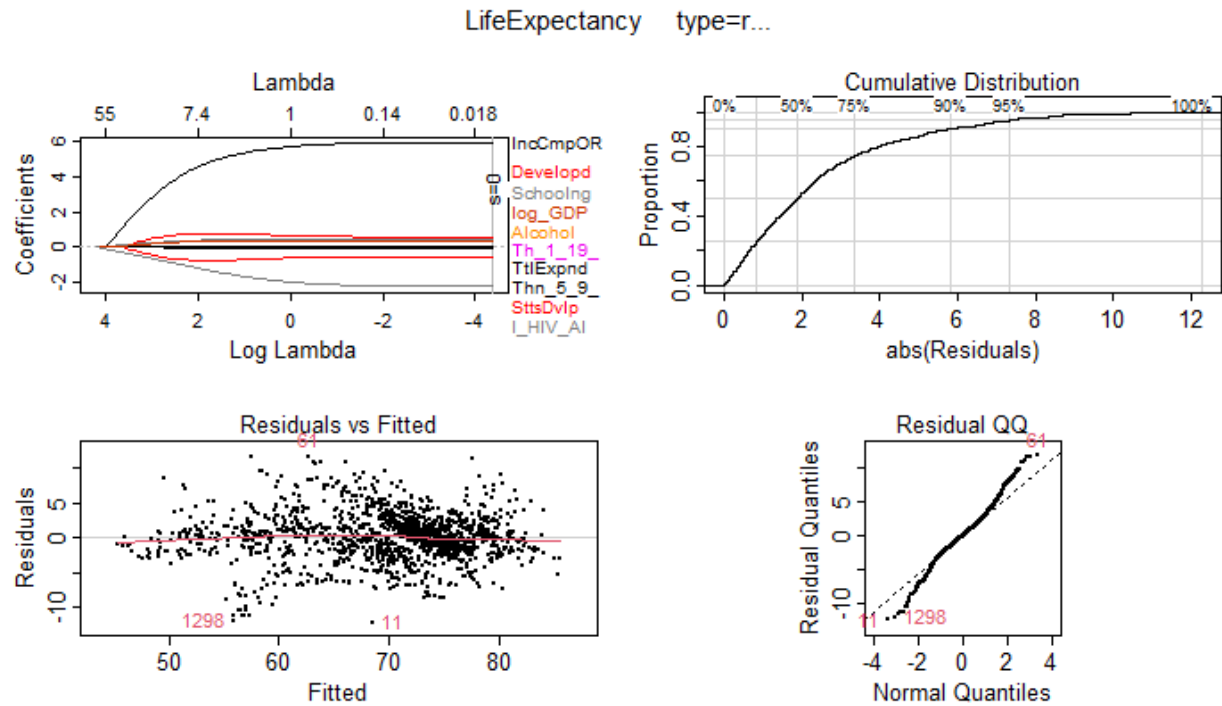 LifeExpectancy type=r...
Lambda
55 7.4 1 0.14 0.018
Coefficients
6
4
2
0
-2
s=0
IncCmpOR
Developd
Schoolng
log_GDP
Alcohol
Th_1_19_
TtlExpnd
Thn_5_9_
SttsDvlp
I_HIV_AI
4 2 0 -2 -4
Log Lambda
Cumulative Distribution
0% 50% 75% 90% 95% 100%
Proportion
0.8
0.4
0.0
0 2 4 6 8 10 12
abs(Residuals)
Residuals vs Fitted
61
Residuals
5
0
-10
1298
11
50 60 70 80
Fitted
Residual QQ
61
Residual Quantiles
5
0
-10
11
1298
-4 -2 0 2 4
Normal Quantiles